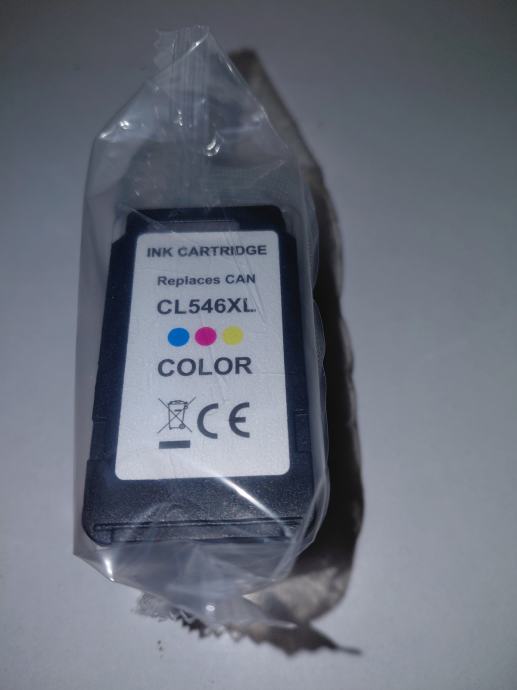 INK CARTRIDGE
Replaces CAN
CL546XL
COLOR
CE